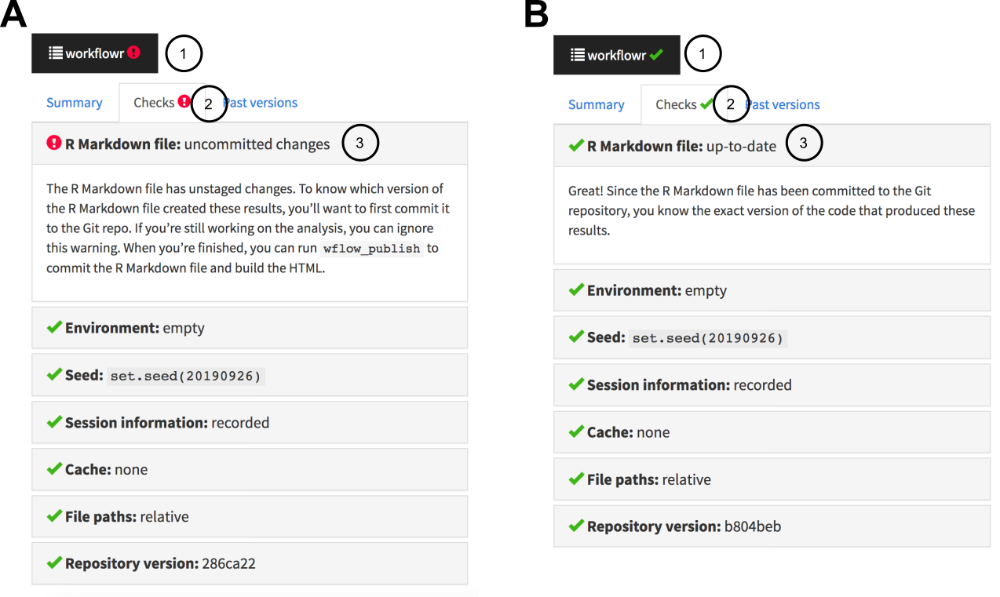 A
workflowr
1
Summary
Checks
2
Past versions
R Markdown file: uncommitted changes
3
The R Markdown file has unstaged changes. To know which version of
the R Markdown file created these results, you’ll want to first commit it
to the Git repo. If you’re still working on the analysis, you can ignore
this warning. When you’re finished, you can run wflow_publish to
commit the R Markdown file and build the HTML.
Environment: empty
Seed: set.seed(20190926)
Session information: recorded
Cache: none
File paths: relative
Repository version: 286ca22
B
workflowr
1
Summary
Checks
2
Past versions
R Markdown file: up-to-date
3
Great! Since the R Markdown file has been committed to the Git
repository, you know the exact version of the code that produced these
results.
Environment: empty
Seed: set.seed(20190926)
Session information: recorded
Cache: none
File paths: relative
Repository version: b804beb